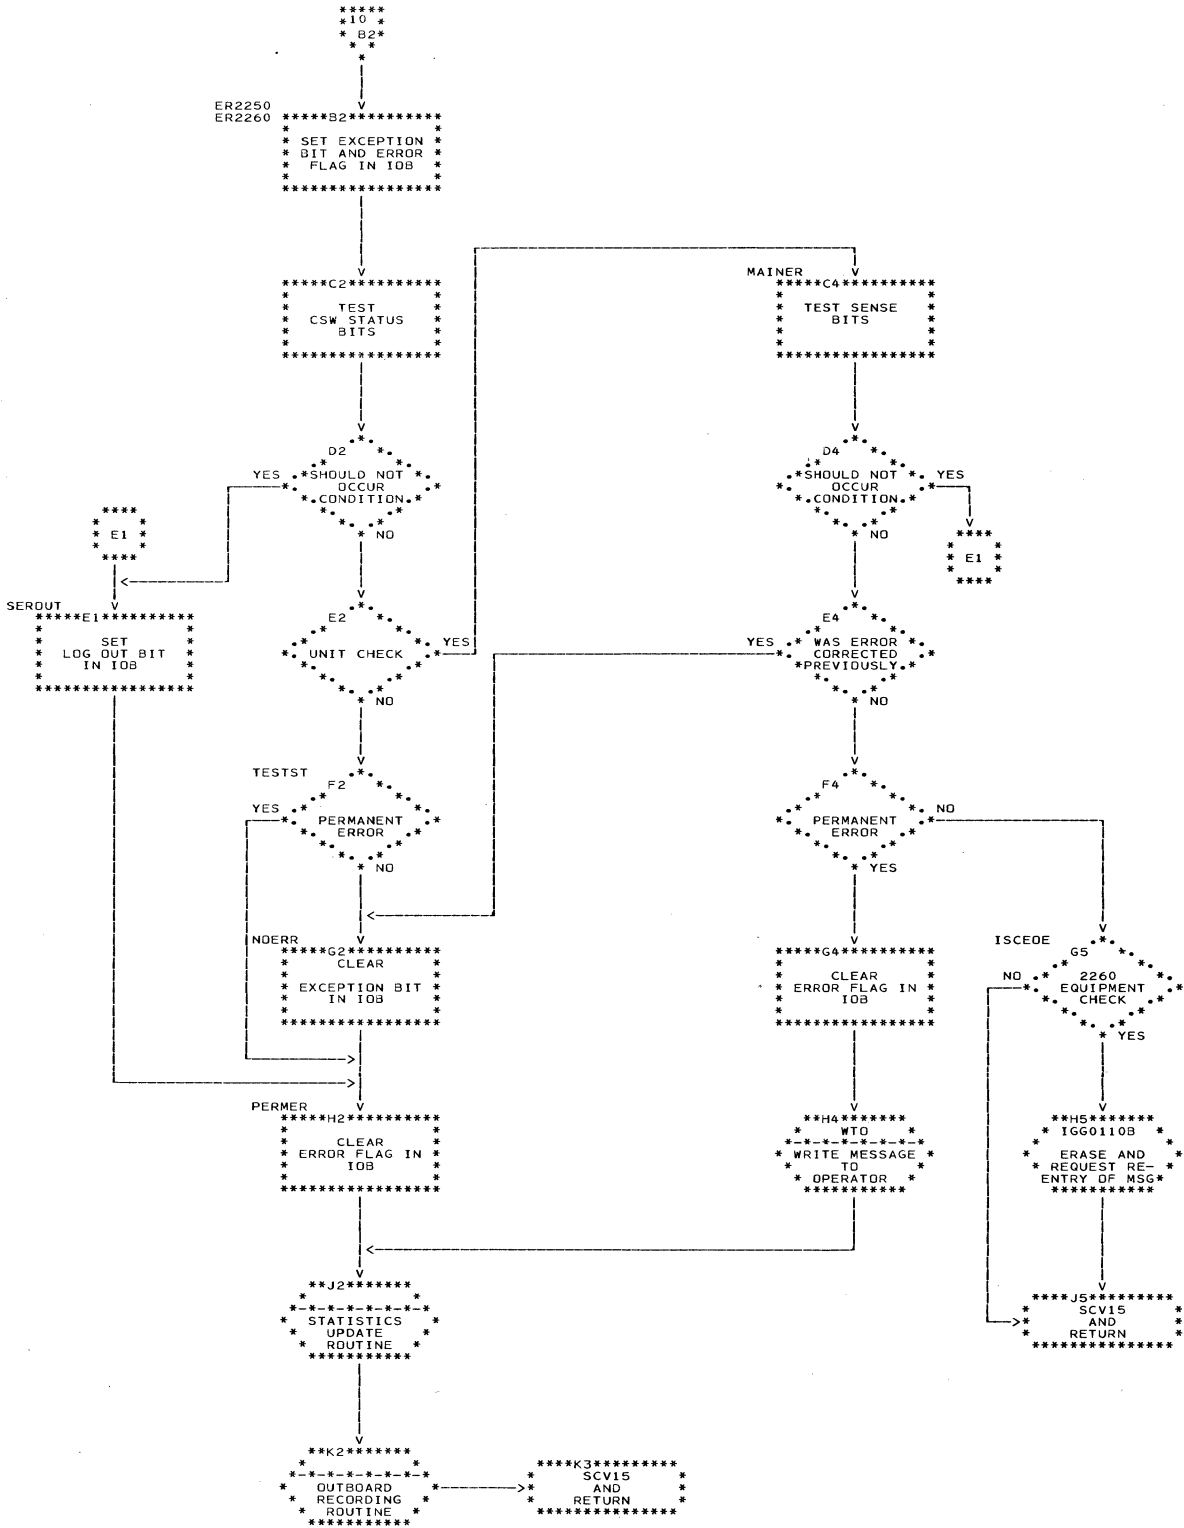 10
B2
ER2250
ER2260
B2
SET EXCEPTION
BIT AND ERROR
FLAG IN IOB
C2
TEST
CSW STATUS
BITS
MAINER
C4
TEST SENSE
BITS
D2
YES
SHOULD NOT
OCCUR
CONDITION
NO
D4
SHOULD NOT
OCCUR
CONDITION
YES
NO
E1
E1
SEROUT
E1
SET
LOG OUT BIT
IN IOB
E2
UNIT CHECK
YES
NO
E4
YES
WAS ERROR
CORRECTED
PREVIOUSLY
NO
TESTST
F2
YES
PERMANENT
ERROR
NO
F4
PERMANENT
ERROR
NO
YES
NOERR
G2
CLEAR
EXCEPTION BIT
IN IOB
G4
CLEAR
ERROR FLAG IN
IOB
ISCEOE
G5
NO
2260
EQUIPMENT
CHECK
YES
PERMER
H2
CLEAR
ERROR FLAG IN
IOB
H4
WTO
WRITE MESSAGE
TO
OPERATOR
H5
IGG0110B
ERASE AND
REQUEST RE-
ENTRY OF MSG
J2
STATISTICS
UPDATE
ROUTINE
J5
SCV15
AND
RETURN
K2
OUTBOARD
RECORDING
ROUTINE
K3
SCV15
AND
RETURN